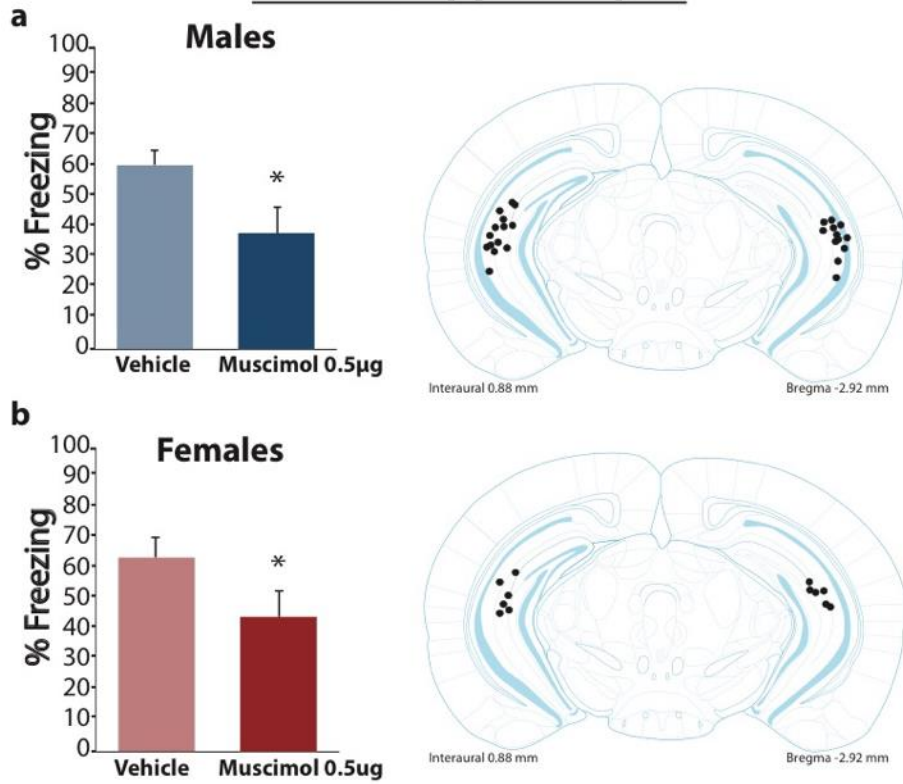 a
Males
% Freezing
100
90
80
70
60
50
40
30
20
10
0
*
Vehicle
Muscimol 0.5µg
Interaural 0.88 mm
Bregma -2.92 mm
b
Females
% Freezing
100
90
80
70
60
50
40
30
20
10
0
*
Vehicle
Muscimol 0.5ug
Interaural 0.88 mm
Bregma -2.92 mm